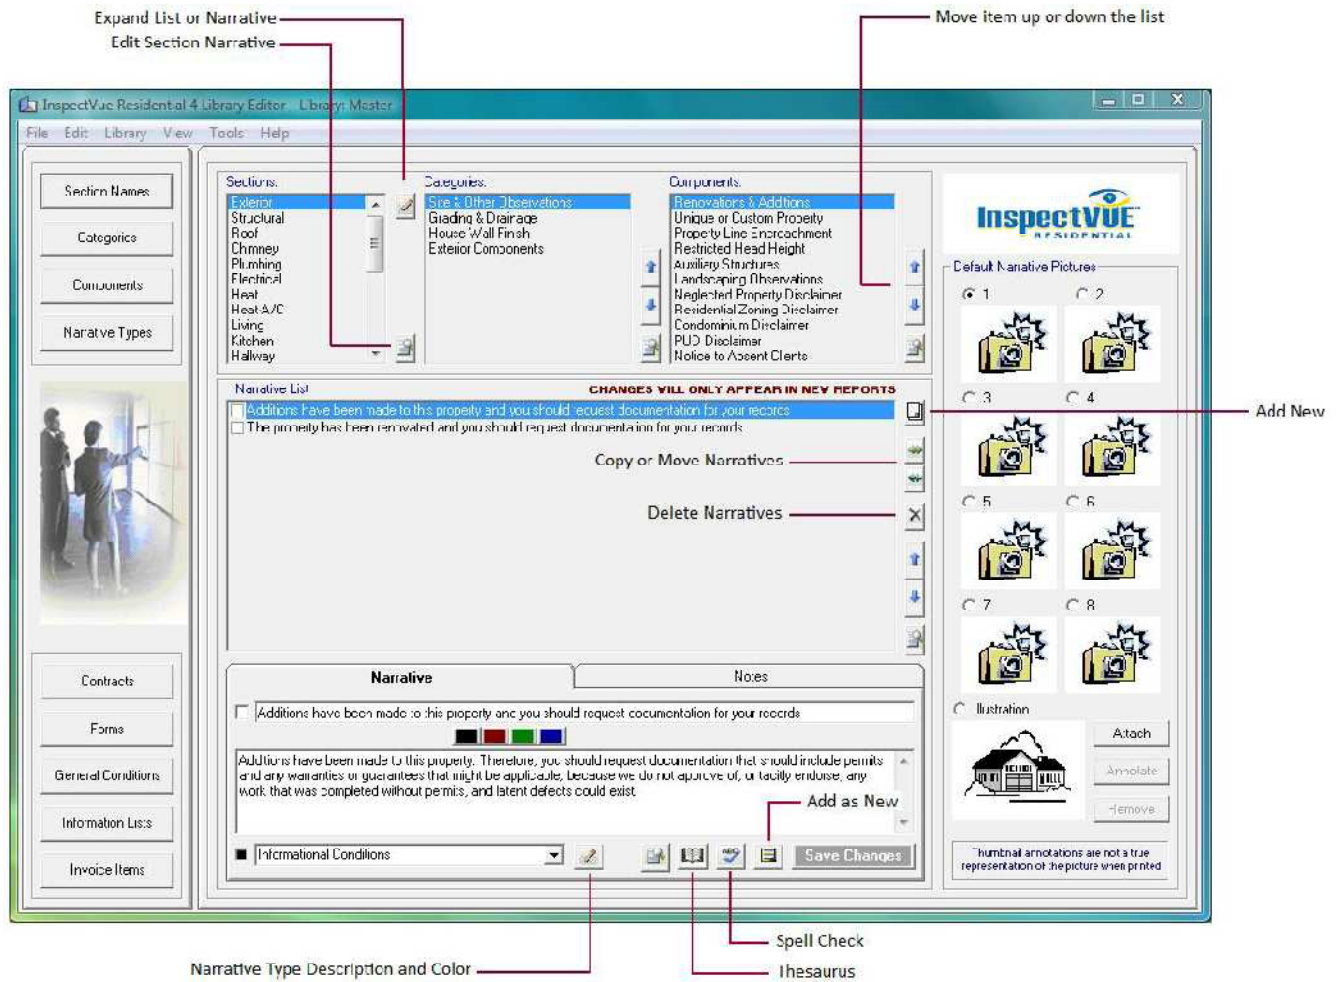 Expand List or Narrative
Edit Section Narrative
Move item up or down the list
InspectVue Residential 4 Library Editor Library: Master
File Edit Library View Tools Help
Section Names
Categories
Components
Narrative Types
Sections:
Exterior
Structural
Roof
Chimney
Plumbing
Electrical
Heat
Heat-A/C
Living
Kitchen
Hallway
Categories:
Site & Other Observations
Grading & Drainage
House Wall Finish
Exterior Components
Components:
Renovations & Additions
Unique or Custom Property
Property Line Encroachment
Restricted Head Height
Auxiliary Structures
Landscaping Observations
Neglected Property Disclaimer
Residential Zoning Disclaimer
Condominium Disclaimer
PUD Disclaimer
Notice to Absent Clients
InspectVUE
RESIDENTIAL
Default Narrative Pictures
1 2
3 4
5 6
7 8
Illustration
Attach
Annotate
Remove
Thumbnail annotations are not a true
representation of the picture when printed
Narrative List
CHANGES WILL ONLY APPEAR IN NEW REPORTS
Additions have been made to this property and you should request documentation for your records
The property has been renovated and you should request documentation for your records
Add New
Copy or Move Narratives
Delete Narratives
Narrative
Notes
Additions have been made to this property and you should request documentation for your records
Additions have been made to this property. Therefore, you should request documentation that should include permits
and any warranties or guarantees that might be applicable, because we do not approve of, or tacitly endorse, any
work that was completed without permits, and latent defects could exist.
Add as New
Informational Conditions
Save Changes
Contracts
Forms
General Conditions
Information Lists
Invoice Items
Spell Check
Narrative Type Description and Color
Thesaurus